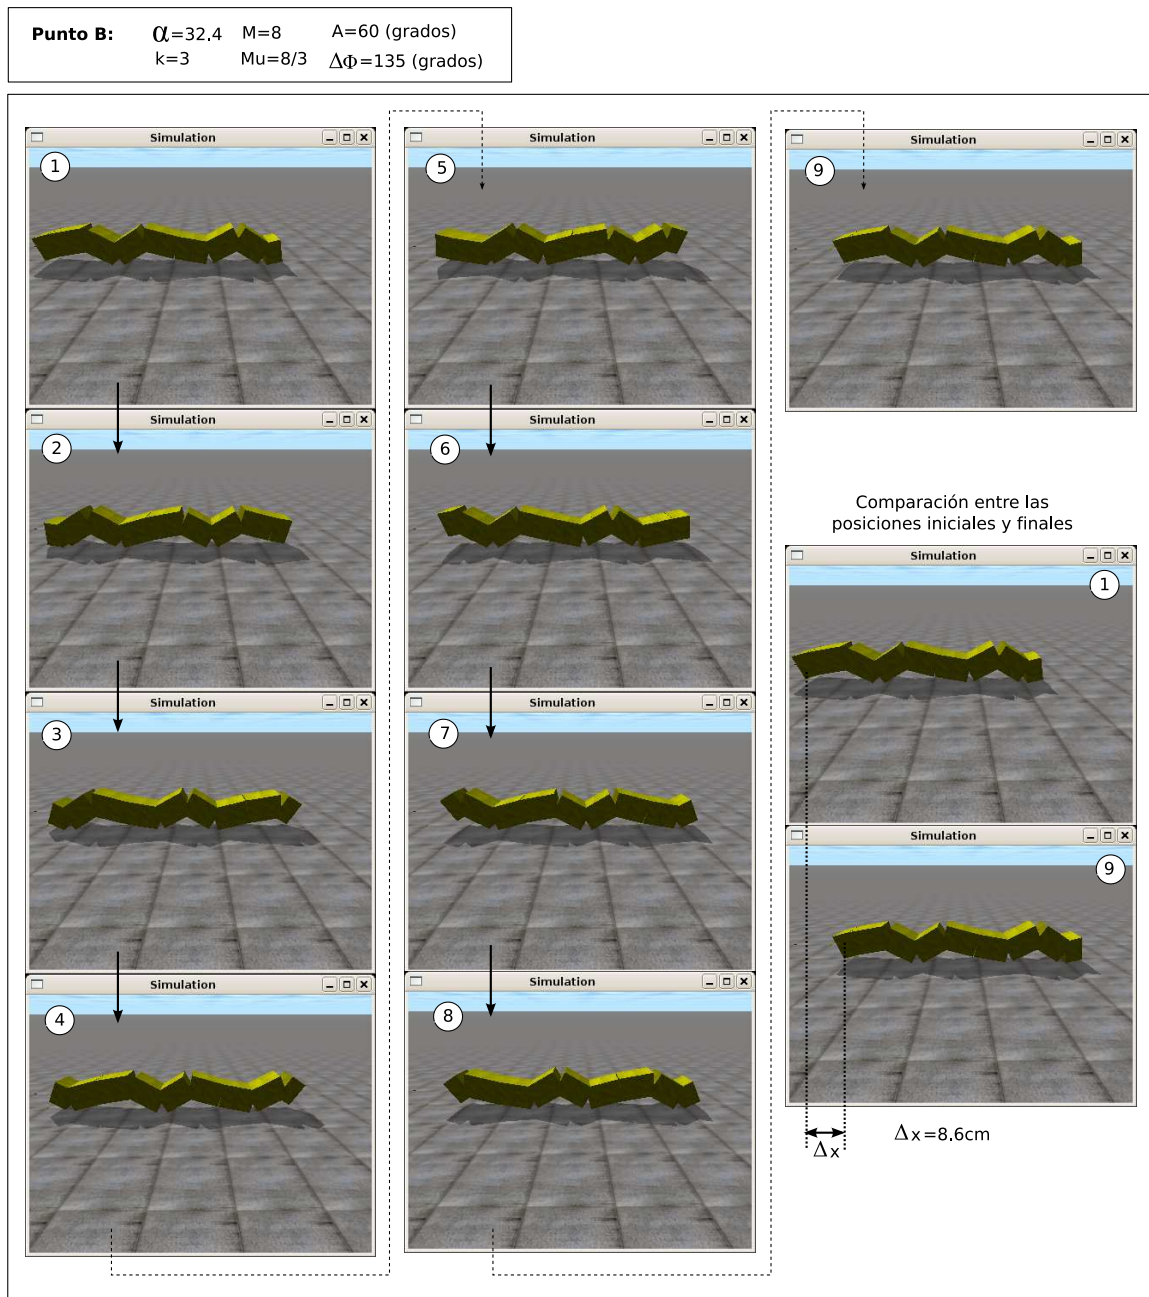 Punto B: α=32.4 M=8 A=60 (grados)
k=3 Mu=8/3 ΔΦ=135 (grados)
Simulation
1
Simulation
2
Simulation
3
Simulation
4
Simulation
5
Simulation
6
Simulation
7
Simulation
8
Simulation
9
Comparación entre las
posiciones iniciales y finales
Simulation
1
Simulation
9
Δx
Δx=8.6cm